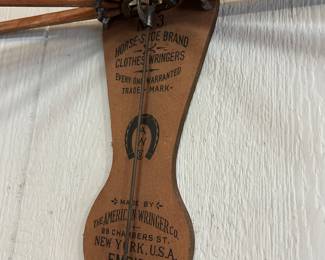 3
HORSE-SHOE BRAND
CLOTHES WRINGERS
EVERY ONE WARRANTED
TRADE MARK
MADE BY
THE AMERICAN WRINGER CO.
99 CHAMBERS ST.
NEW YORK, U.S.A.